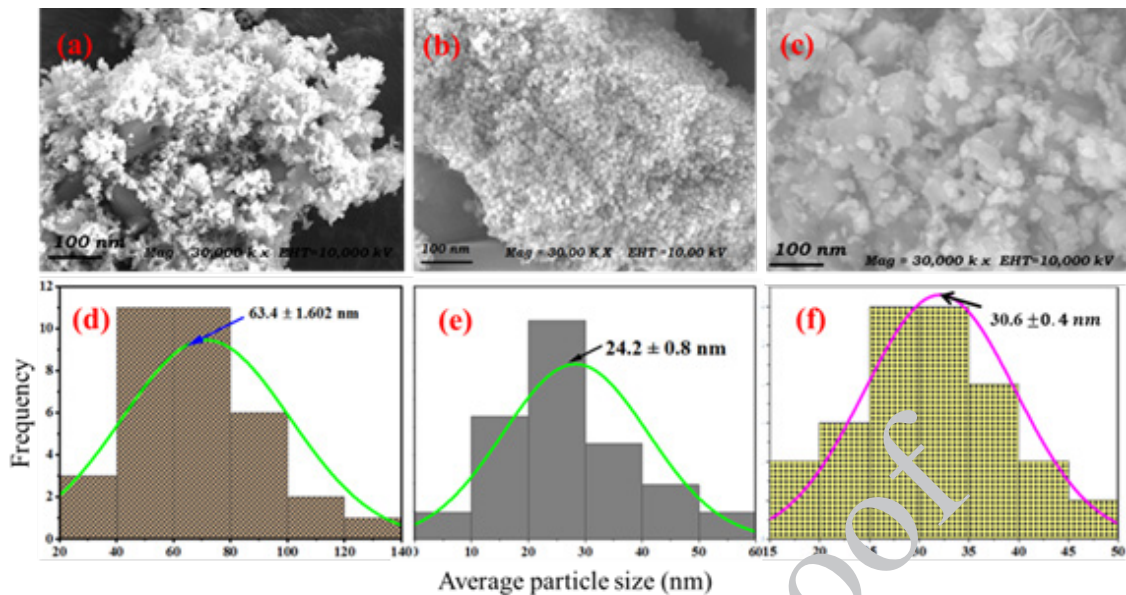 (a)
100 nm Mag = 30,000 k x EHT=10,000 kV
(b)
100 nm Mag = 30.00 K X EHT=10.00 kV
(c)
100 nm Mag = 30,000 k x EHT=10,000 kV
Frequency
12
10
8
6
4
2
0
(d)
63.4 ± 1.602 nm
20 40 60 80 100 120 140
(e)
24.2 ± 0.8 nm
10 20 30 40 50 60
(f)
30.6 ±0.4 nm
15 20 25 30 35 40 45 50
Average particle size (nm)
oof